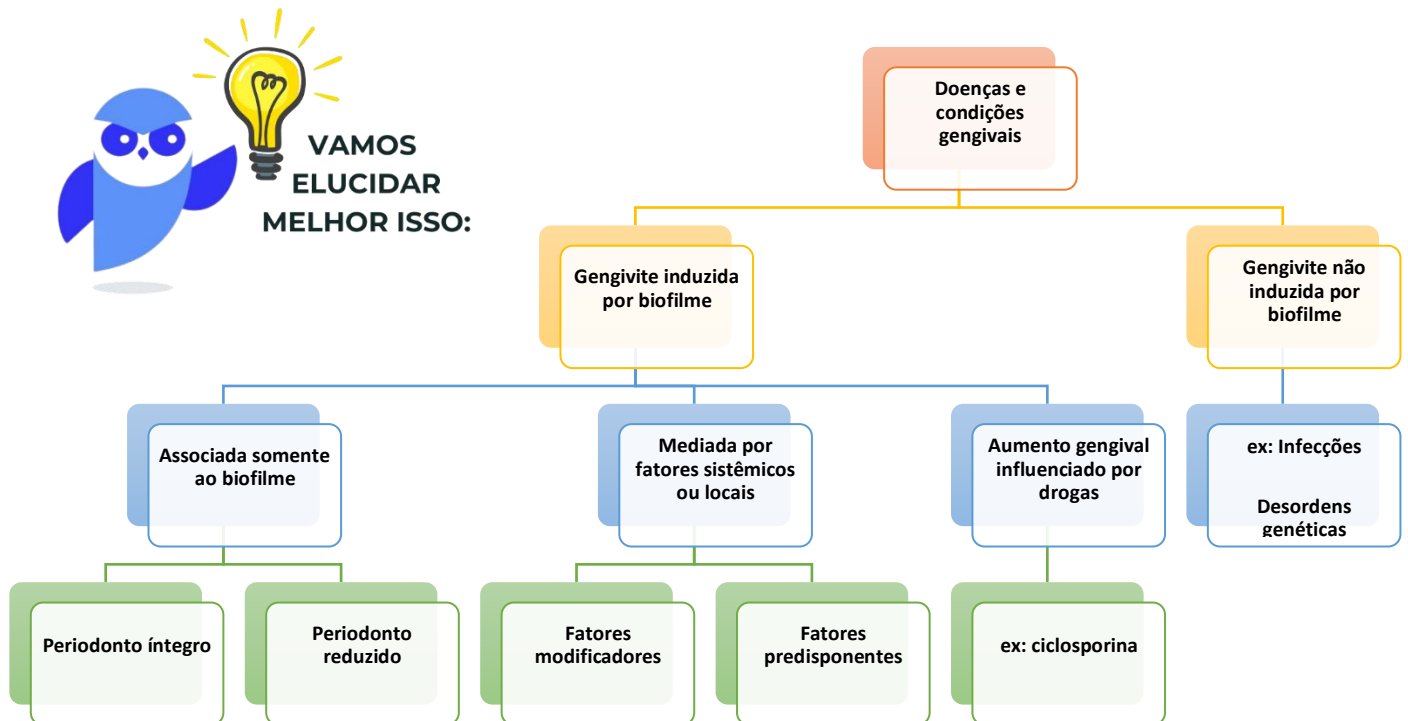 VAMOS
ELUCIDAR
MELHOR ISSO:
Doenças e
condições
gengivais
Gengivite induzida
por biofilme
Gengivite não
induzida por
biofilme
Associada somente
ao biofilme
Mediada por
fatores sistêmicos
ou locais
Aumento gengival
influenciado por
drogas
ex: Infecções
Desordens
genéticas
Periodonto íntegro
Periodonto
reduzido
Fatores
modificadores
Fatores
predisponentes
ex: ciclosporina